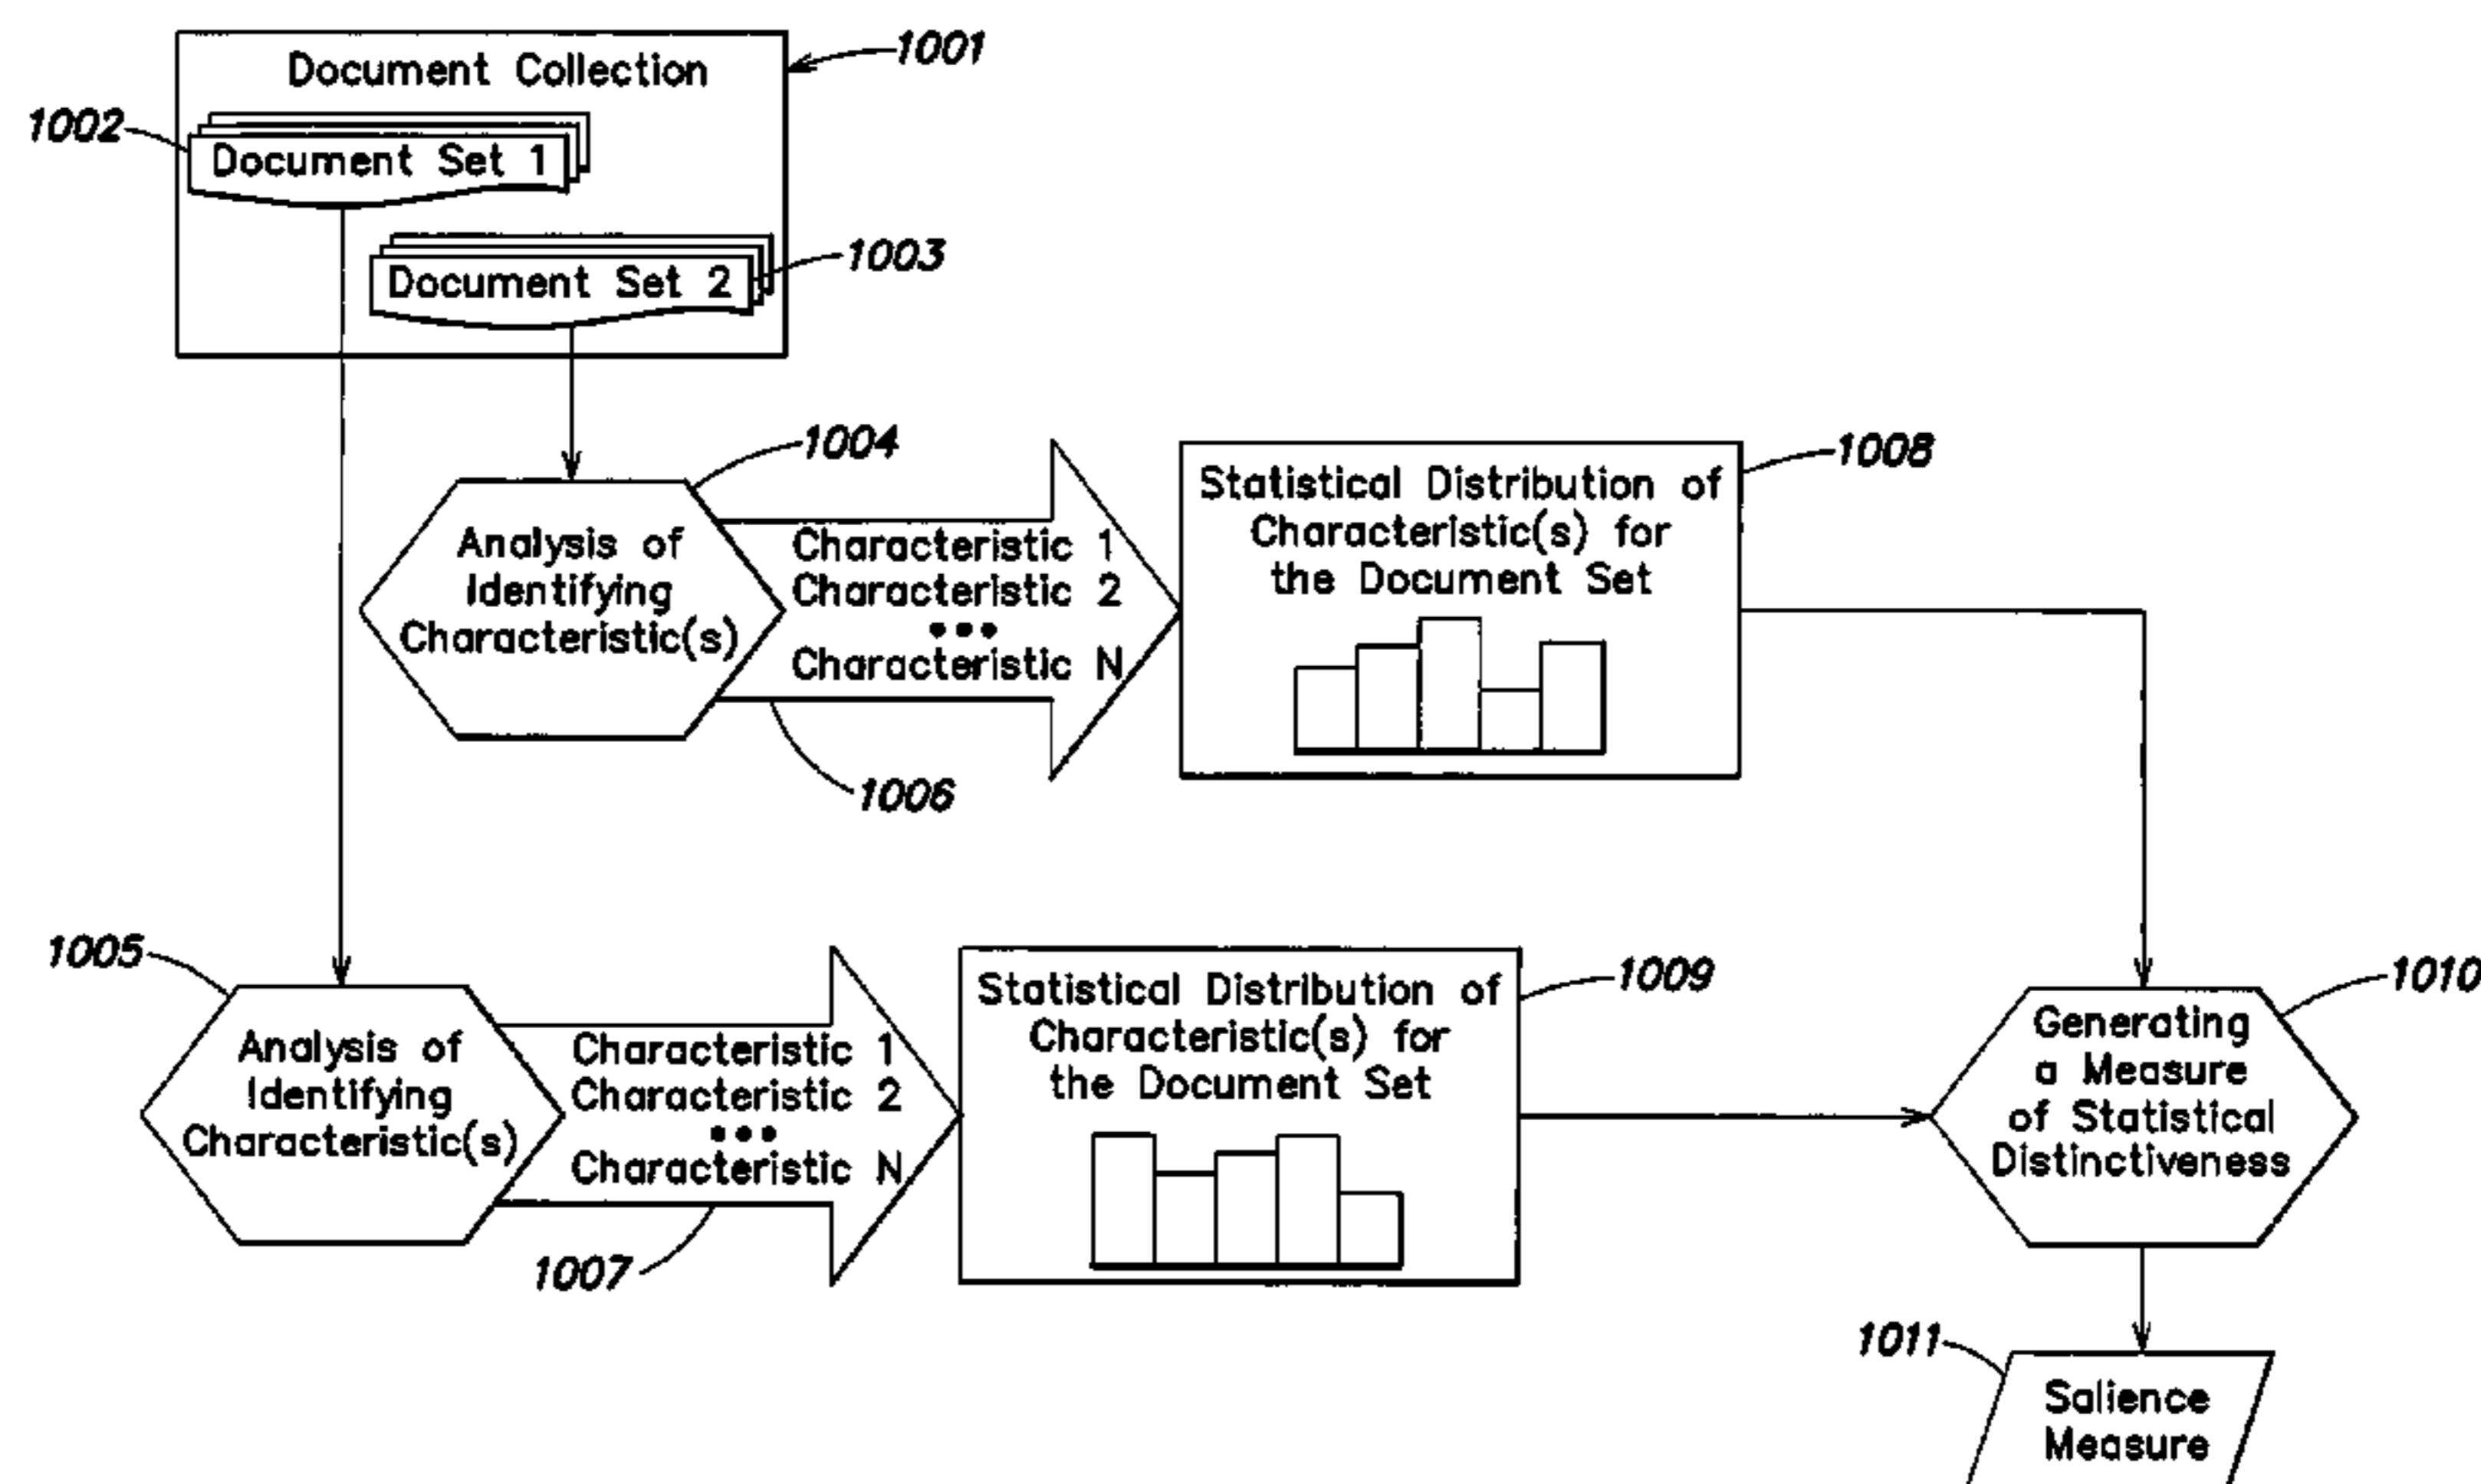 Document Collection
1001
1002
Document Set 1
1003
Document Set 2
1004
Analysis of
Identifying
Characteristic(s)
Characteristic 1
Characteristic 2
•••
Characteristic N
1006
1008
Statistical Distribution of
Characteristic(s) for
the Document Set
1005
Analysis of
Identifying
Characteristic(s)
Characteristic 1
Characteristic 2
•••
Characteristic N
1007
1009
Statistical Distribution of
Characteristic(s) for
the Document Set
1010
Generating
a Measure
of Statistical
Distinctiveness
1011
Salience
Measure